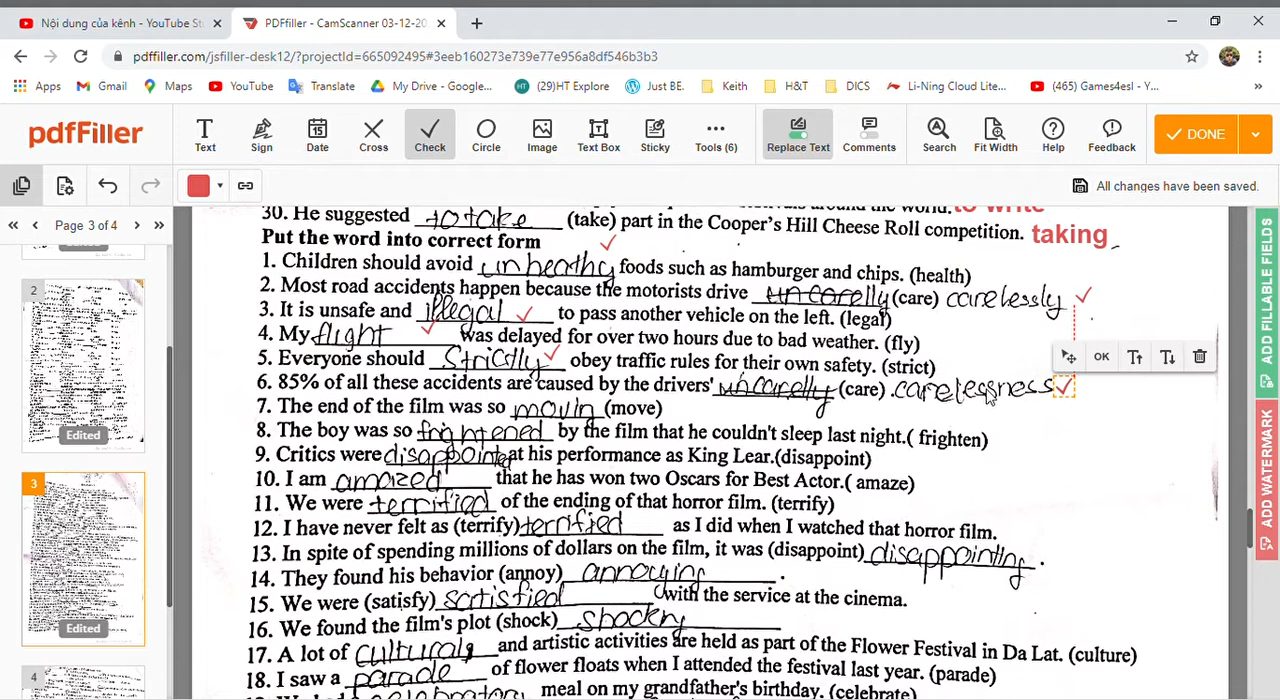 Nội dung của kênh - YouTube St
PDFfiller - CamScanner 03-12-20
pdffiller.com/jsfiller-desk12/?projectId=665092495#3eeb160273e739e77e956a8df546b3b3
Apps Gmail Maps YouTube Translate My Drive - Google... (29)HT Explore Just BE. Keith H&T DICS Li-Ning Cloud Lite... (465) Games4esl - Y... »
pdfFiller Text Sign Date Cross Check Circle Image Text Box Sticky Tools (6) Replace Text Comments Search Fit Width Help Feedback DONE
All changes have been saved.
Page 3 of 4
2
Edited
3
Edited
4
around the world. to write
30. He suggested to take (take) part in the Cooper's Hill Cheese Roll competition. taking
Put the word into correct form
1. Children should avoid unheathy foods such as hamburger and chips. (health)
2. Most road accidents happen because the motorists drive uncarelly (care) carelessly
3. It is unsafe and illegal to pass another vehicle on the left. (legal)
4. My flight was delayed for over two hours due to bad weather. (fly)
5. Everyone should Strictly obey traffic rules for their own safety. (strict)
6. 85% of all these accidents are caused by the drivers' uncarelly (care) .carelessness
OK
7. The end of the film was so movin (move)
8. The boy was so frightened by the film that he couldn't sleep last night.( frighten)
9. Critics were disappoint at his performance as King Lear.(disappoint)
10. I am amazed that he has won two Oscars for Best Actor.( amaze)
11. We were terrified of the ending of that horror film. (terrify)
12. I have never felt as (terrify) terrified as I did when I watched that horror film.
13. In spite of spending millions of dollars on the film, it was (disappoint) disappointing.
14. They found his behavior (annoy) annoying.
15. We were (satisfy) sartisfied with the service at the cinema.
16. We found the film's plot (shock)
17. A lot of culturals and artistic activities are held as part of the Flower Festival in Da Lat. (culture)
18. I saw a parade of flower floats when I attended the festival last year. (parade)
meal on my grandfather's birthday. (celebrate)
ADD FILLABLE FIELDS
ADD WATERMARK